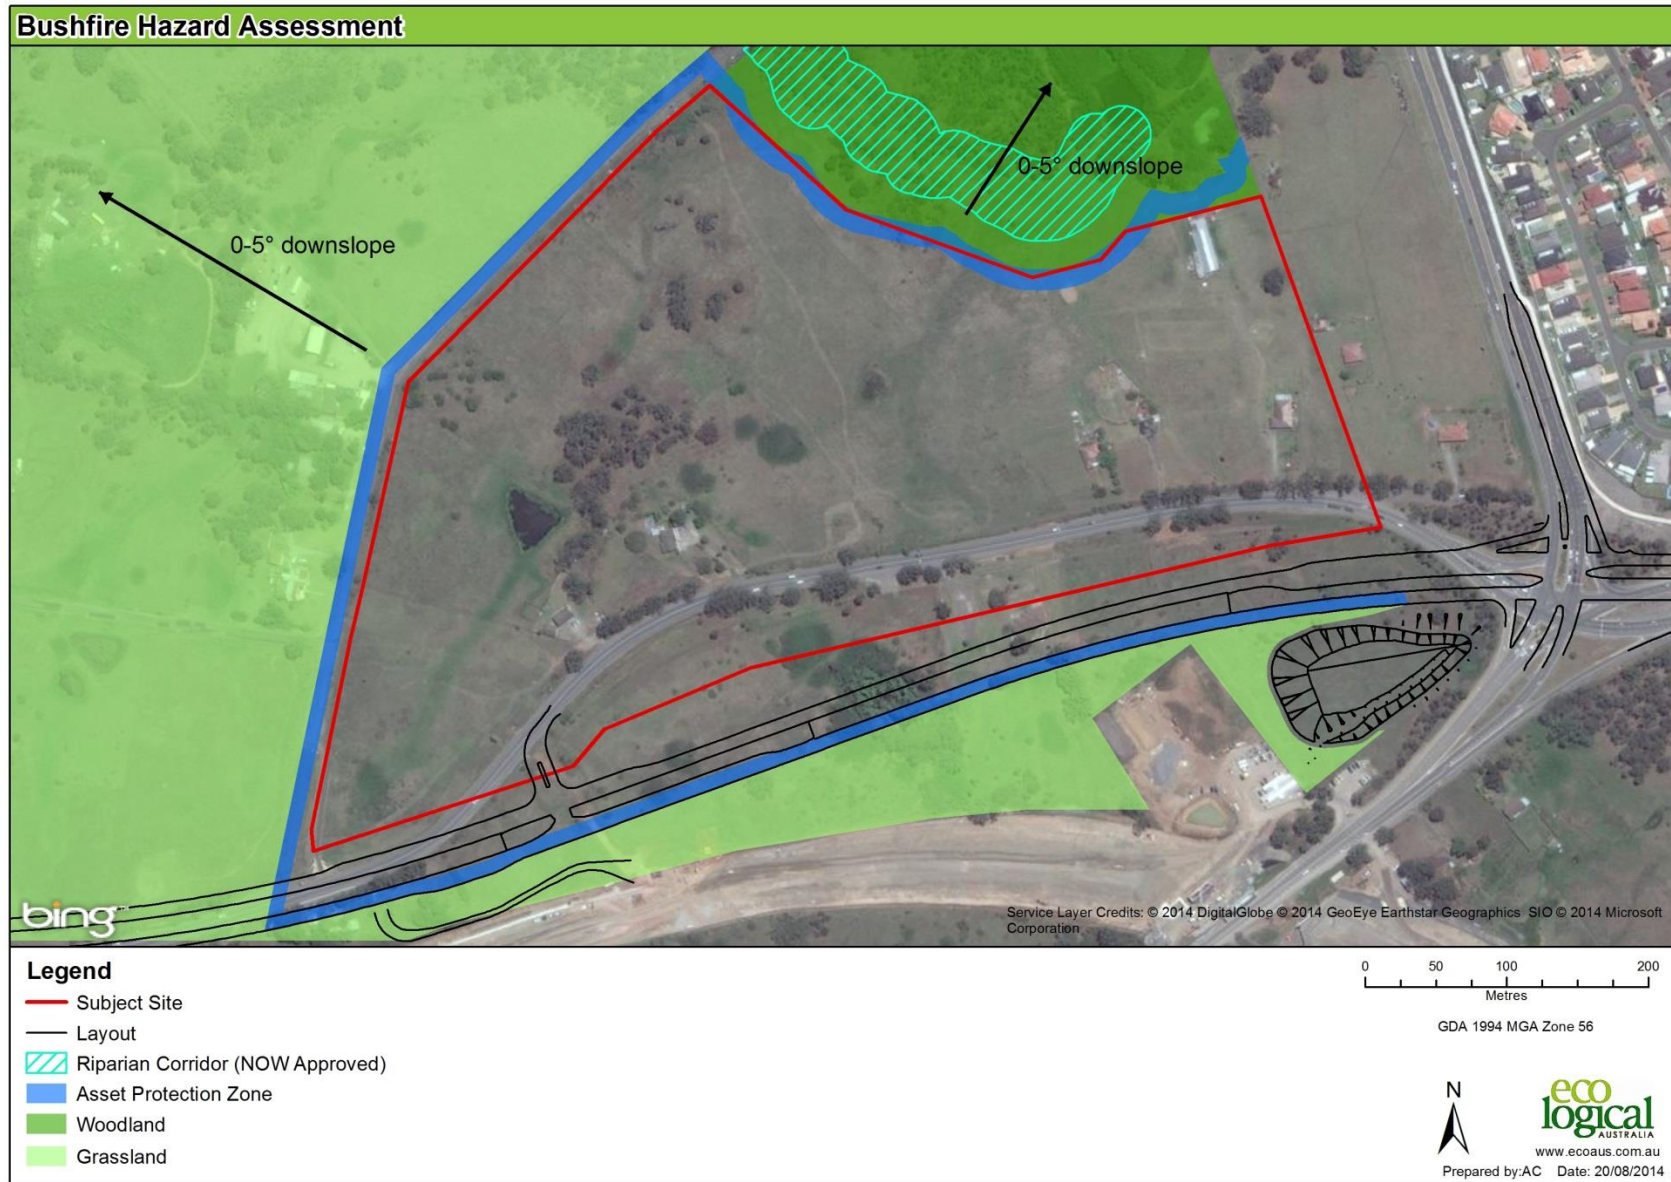 Bushfire Hazard Assessment
0-5° downslope
0-5° downslope
bing
Service Layer Credits: © 2014 DigitalGlobe © 2014 GeoEye Earthstar Geographics SIO © 2014 Microsoft
Corporation
Legend
Subject Site
Layout
Riparian Corridor (NOW Approved)
Asset Protection Zone
Woodland
Grassland
0 50 100 200
Metres
GDA 1994 MGA Zone 56
N
eco
logical
AUSTRALIA
www.ecoaus.com.au
Prepared by:AC Date: 20/08/2014